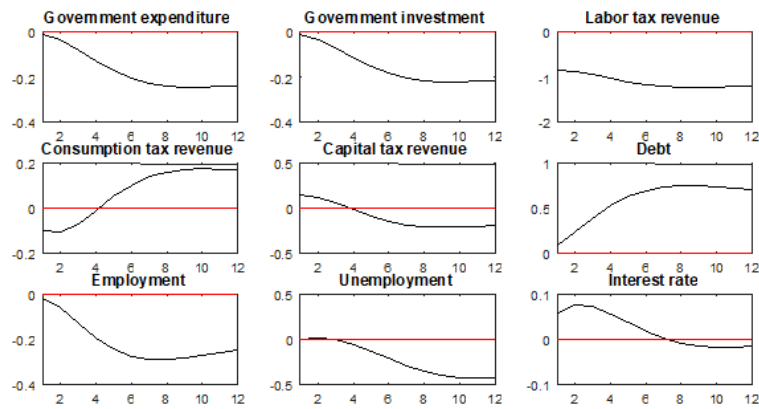 Government expenditure
Government investment
Labor tax revenue
0
-0.2
-0.4
2 4 6 8 10 12
0
-0.2
-0.4
2 4 6 8 10 12
0
-1
-2
2 4 6 8 10 12
Consumption tax revenue
Capital tax revenue
Debt
0.2
0
-0.2
2 4 6 8 10 12
0.5
0
-0.5
2 4 6 8 10 12
1
0.5
0
2 4 6 8 10 12
Employment
Unemployment
Interest rate
0
-0.2
-0.4
2 4 6 8 10 12
0.5
0
-0.5
2 4 6 8 10 12
0.1
0
-0.1
2 4 6 8 10 12